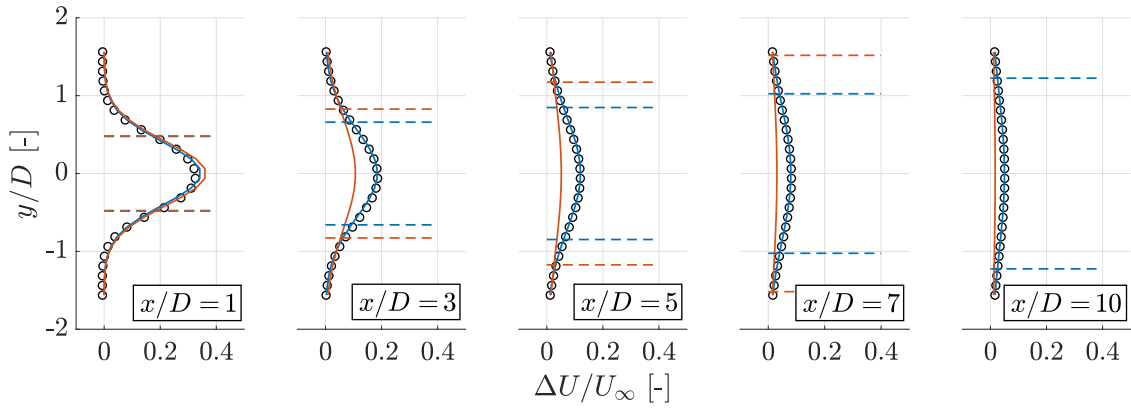 2
1
0
-1
-2
y/D [-]
x/D = 1
x/D = 3
x/D = 5
x/D = 7
x/D = 10
0 0.2 0.4
0 0.2 0.4
0 0.2 0.4
0 0.2 0.4
0 0.2 0.4
ΔU/U∞ [-]